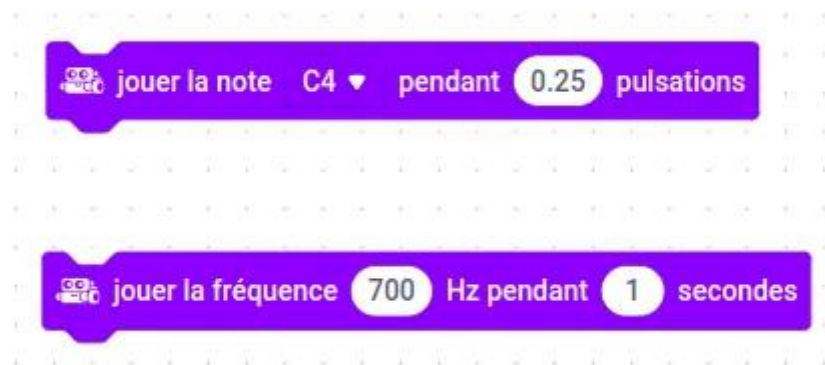 jouer la note C4 pendant 0.25 pulsations
jouer la fréquence 700 Hz pendant 1 secondes